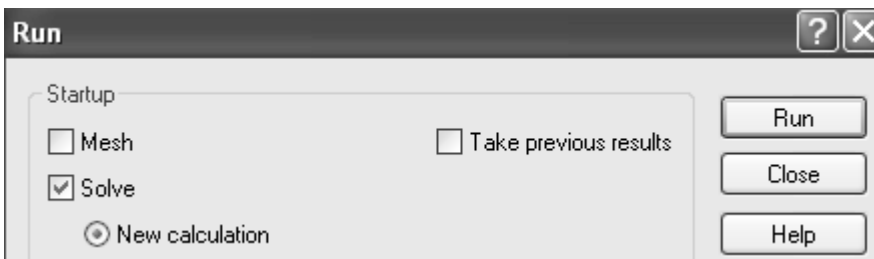 Run
Startup
Mesh
Take previous results
Solve
New calculation
Run
Close
Help